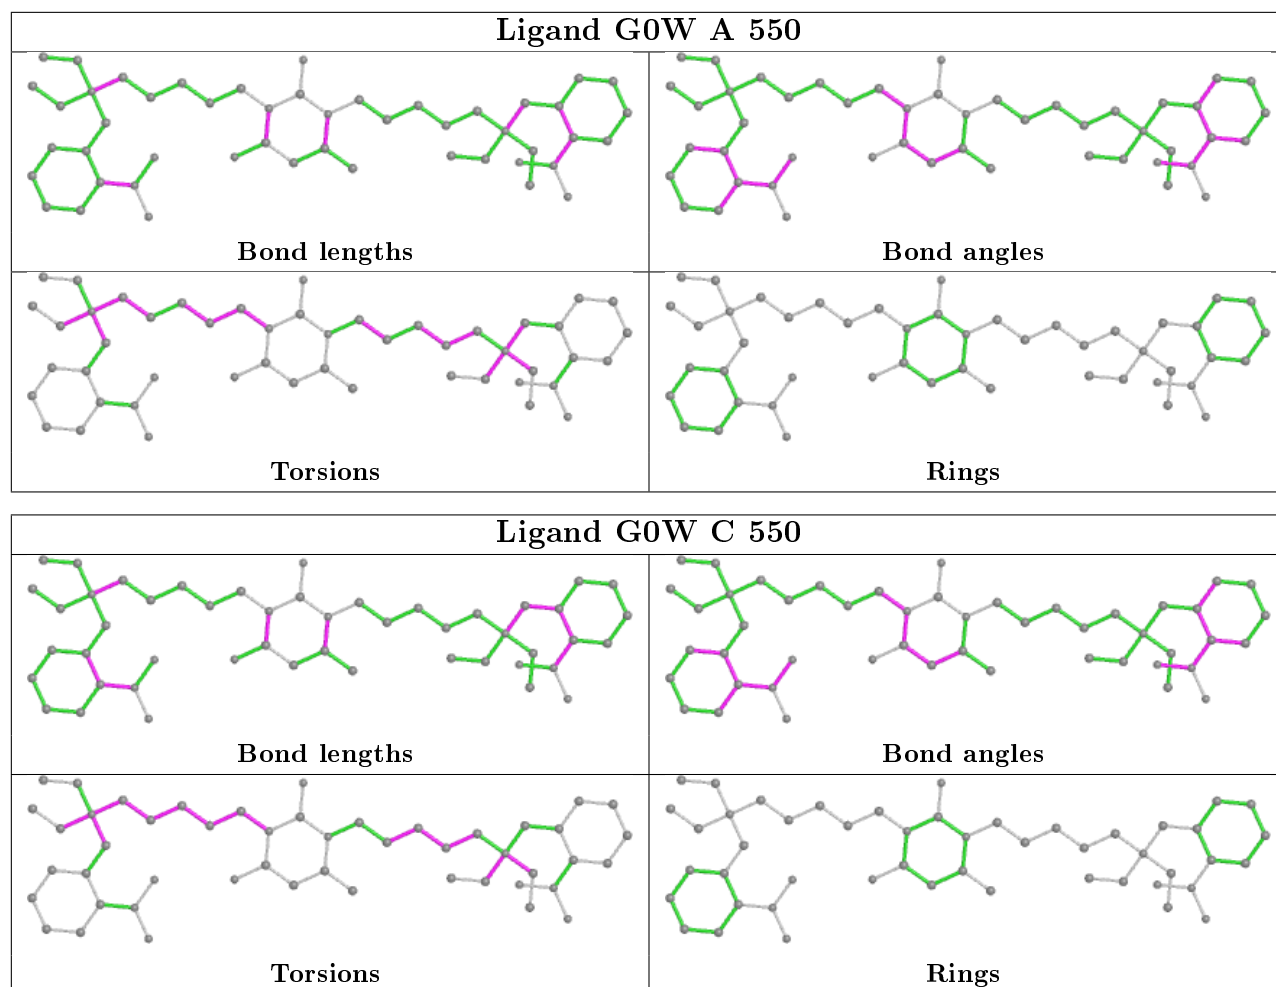 Ligand G0W A 550
Bond lengths
Bond angles
Torsions
Rings
Ligand G0W C 550
Bond lengths
Bond angles
Torsions
Rings